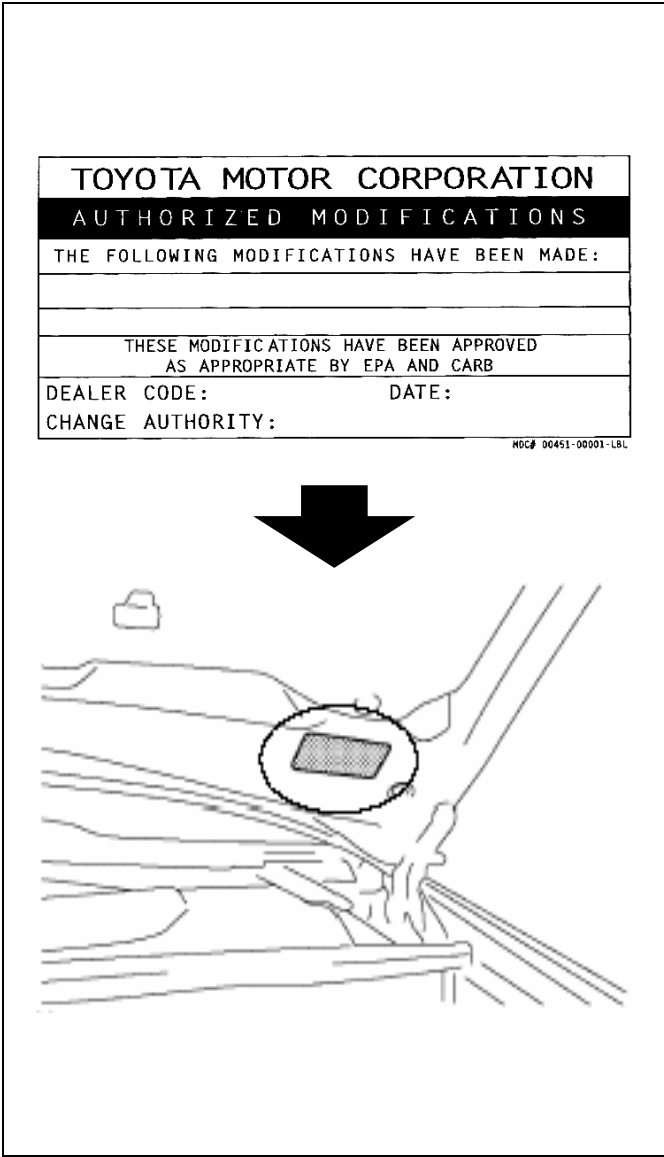 TOYOTA MOTOR CORPORATION
AUTHORIZED MODIFICATIONS
THE FOLLOWING MODIFICATIONS HAVE BEEN MADE:
THESE MODIFICATIONS HAVE BEEN APPROVED
AS APPROPRIATE BY EPA AND CARB
DEALER CODE: DATE:
CHANGE AUTHORITY:
MDC# 00451-00001-LBL